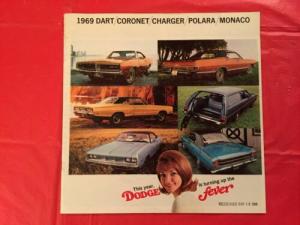 1969 DART/CORONET/CHARGER/POLARA/MONACO
This year,
DODGE
is turning up the
fever